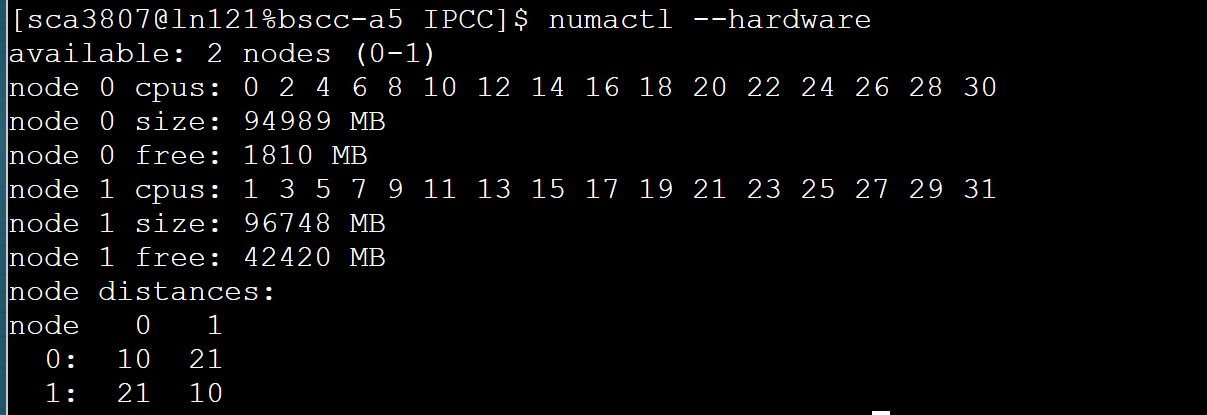 [sca3807@ln121%bscc-a5 IPCC]$ numactl --hardware
available: 2 nodes (0-1)
node 0 cpus: 0 2 4 6 8 10 12 14 16 18 20 22 24 26 28 30
node 0 size: 94989 MB
node 0 free: 1810 MB
node 1 cpus: 1 3 5 7 9 11 13 15 17 19 21 23 25 27 29 31
node 1 size: 96748 MB
node 1 free: 42420 MB
node distances:
node   0   1
  0:  10  21
  1:  21  10